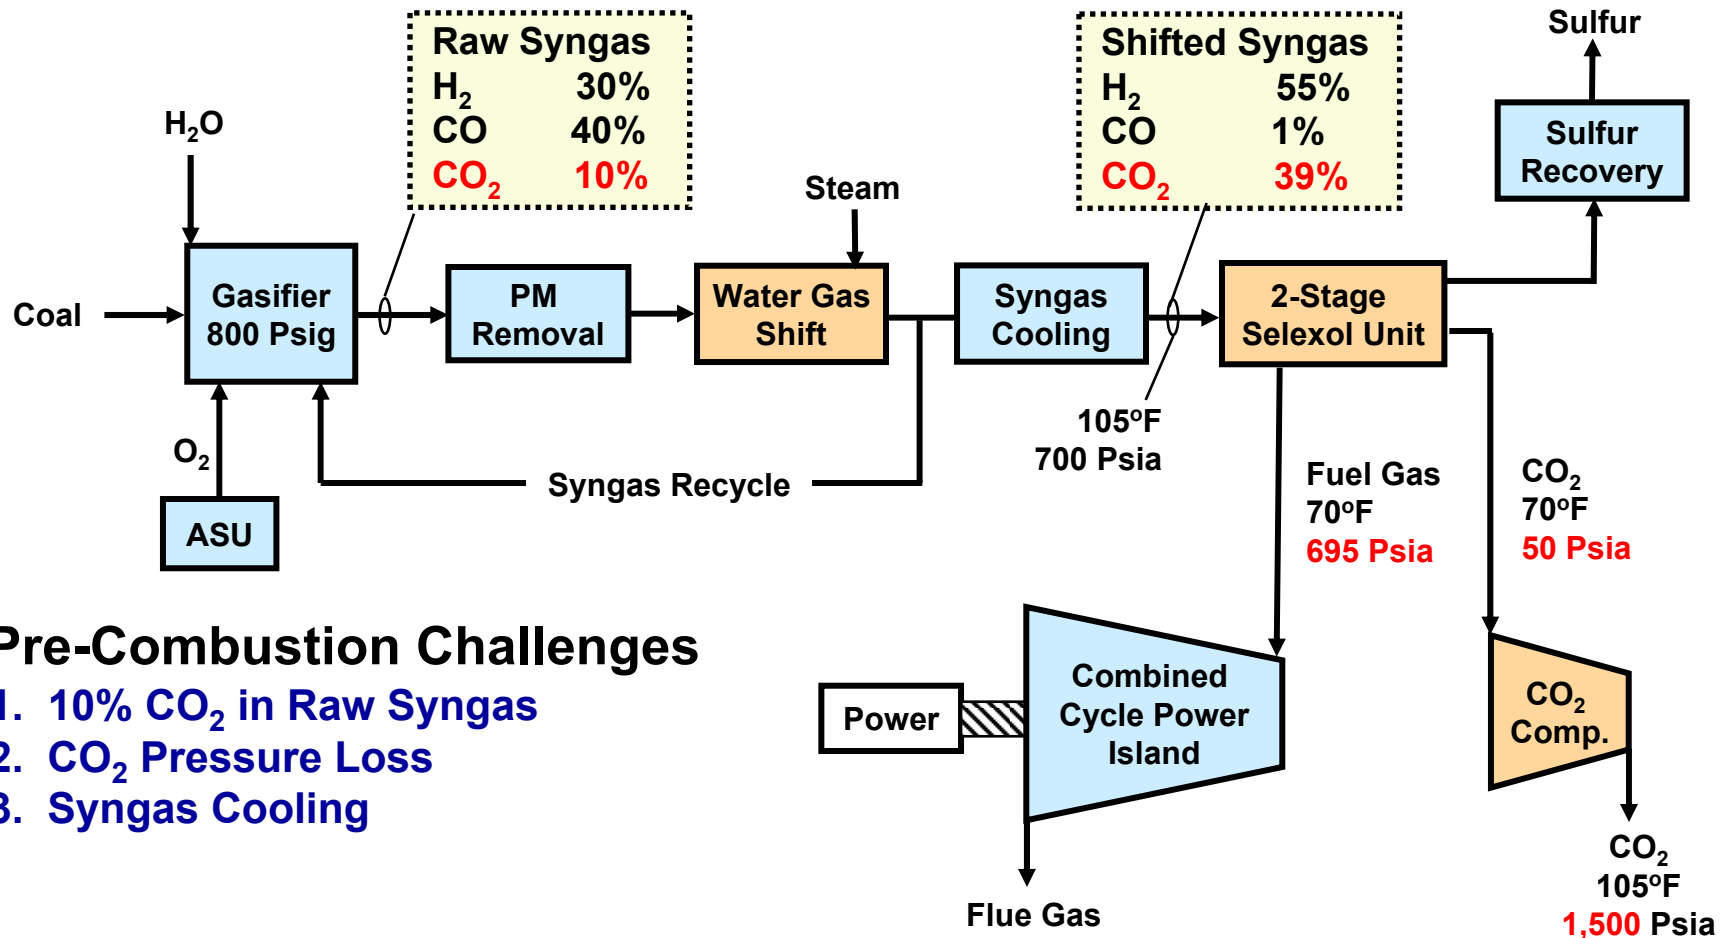 Raw Syngas
H₂ 30%
CO 40%
CO₂ 10%
Shifted Syngas
H₂ 55%
CO 1%
CO₂ 39%
Sulfur
H₂O
Steam
Sulfur
Recovery
Coal
Gasifier
800 Psig
PM
Removal
Water Gas
Shift
Syngas
Cooling
2-Stage
Selexol Unit
105ºF
700 Psia
O₂
Syngas Recycle
ASU
Fuel Gas
70ºF
695 Psia
CO₂
70ºF
50 Psia
Pre-Combustion Challenges
1. 10% CO₂ in Raw Syngas
2. CO₂ Pressure Loss
3. Syngas Cooling
Power
Combined
Cycle Power
Island
CO₂
Comp.
Flue Gas
CO₂
105ºF
1,500 Psia